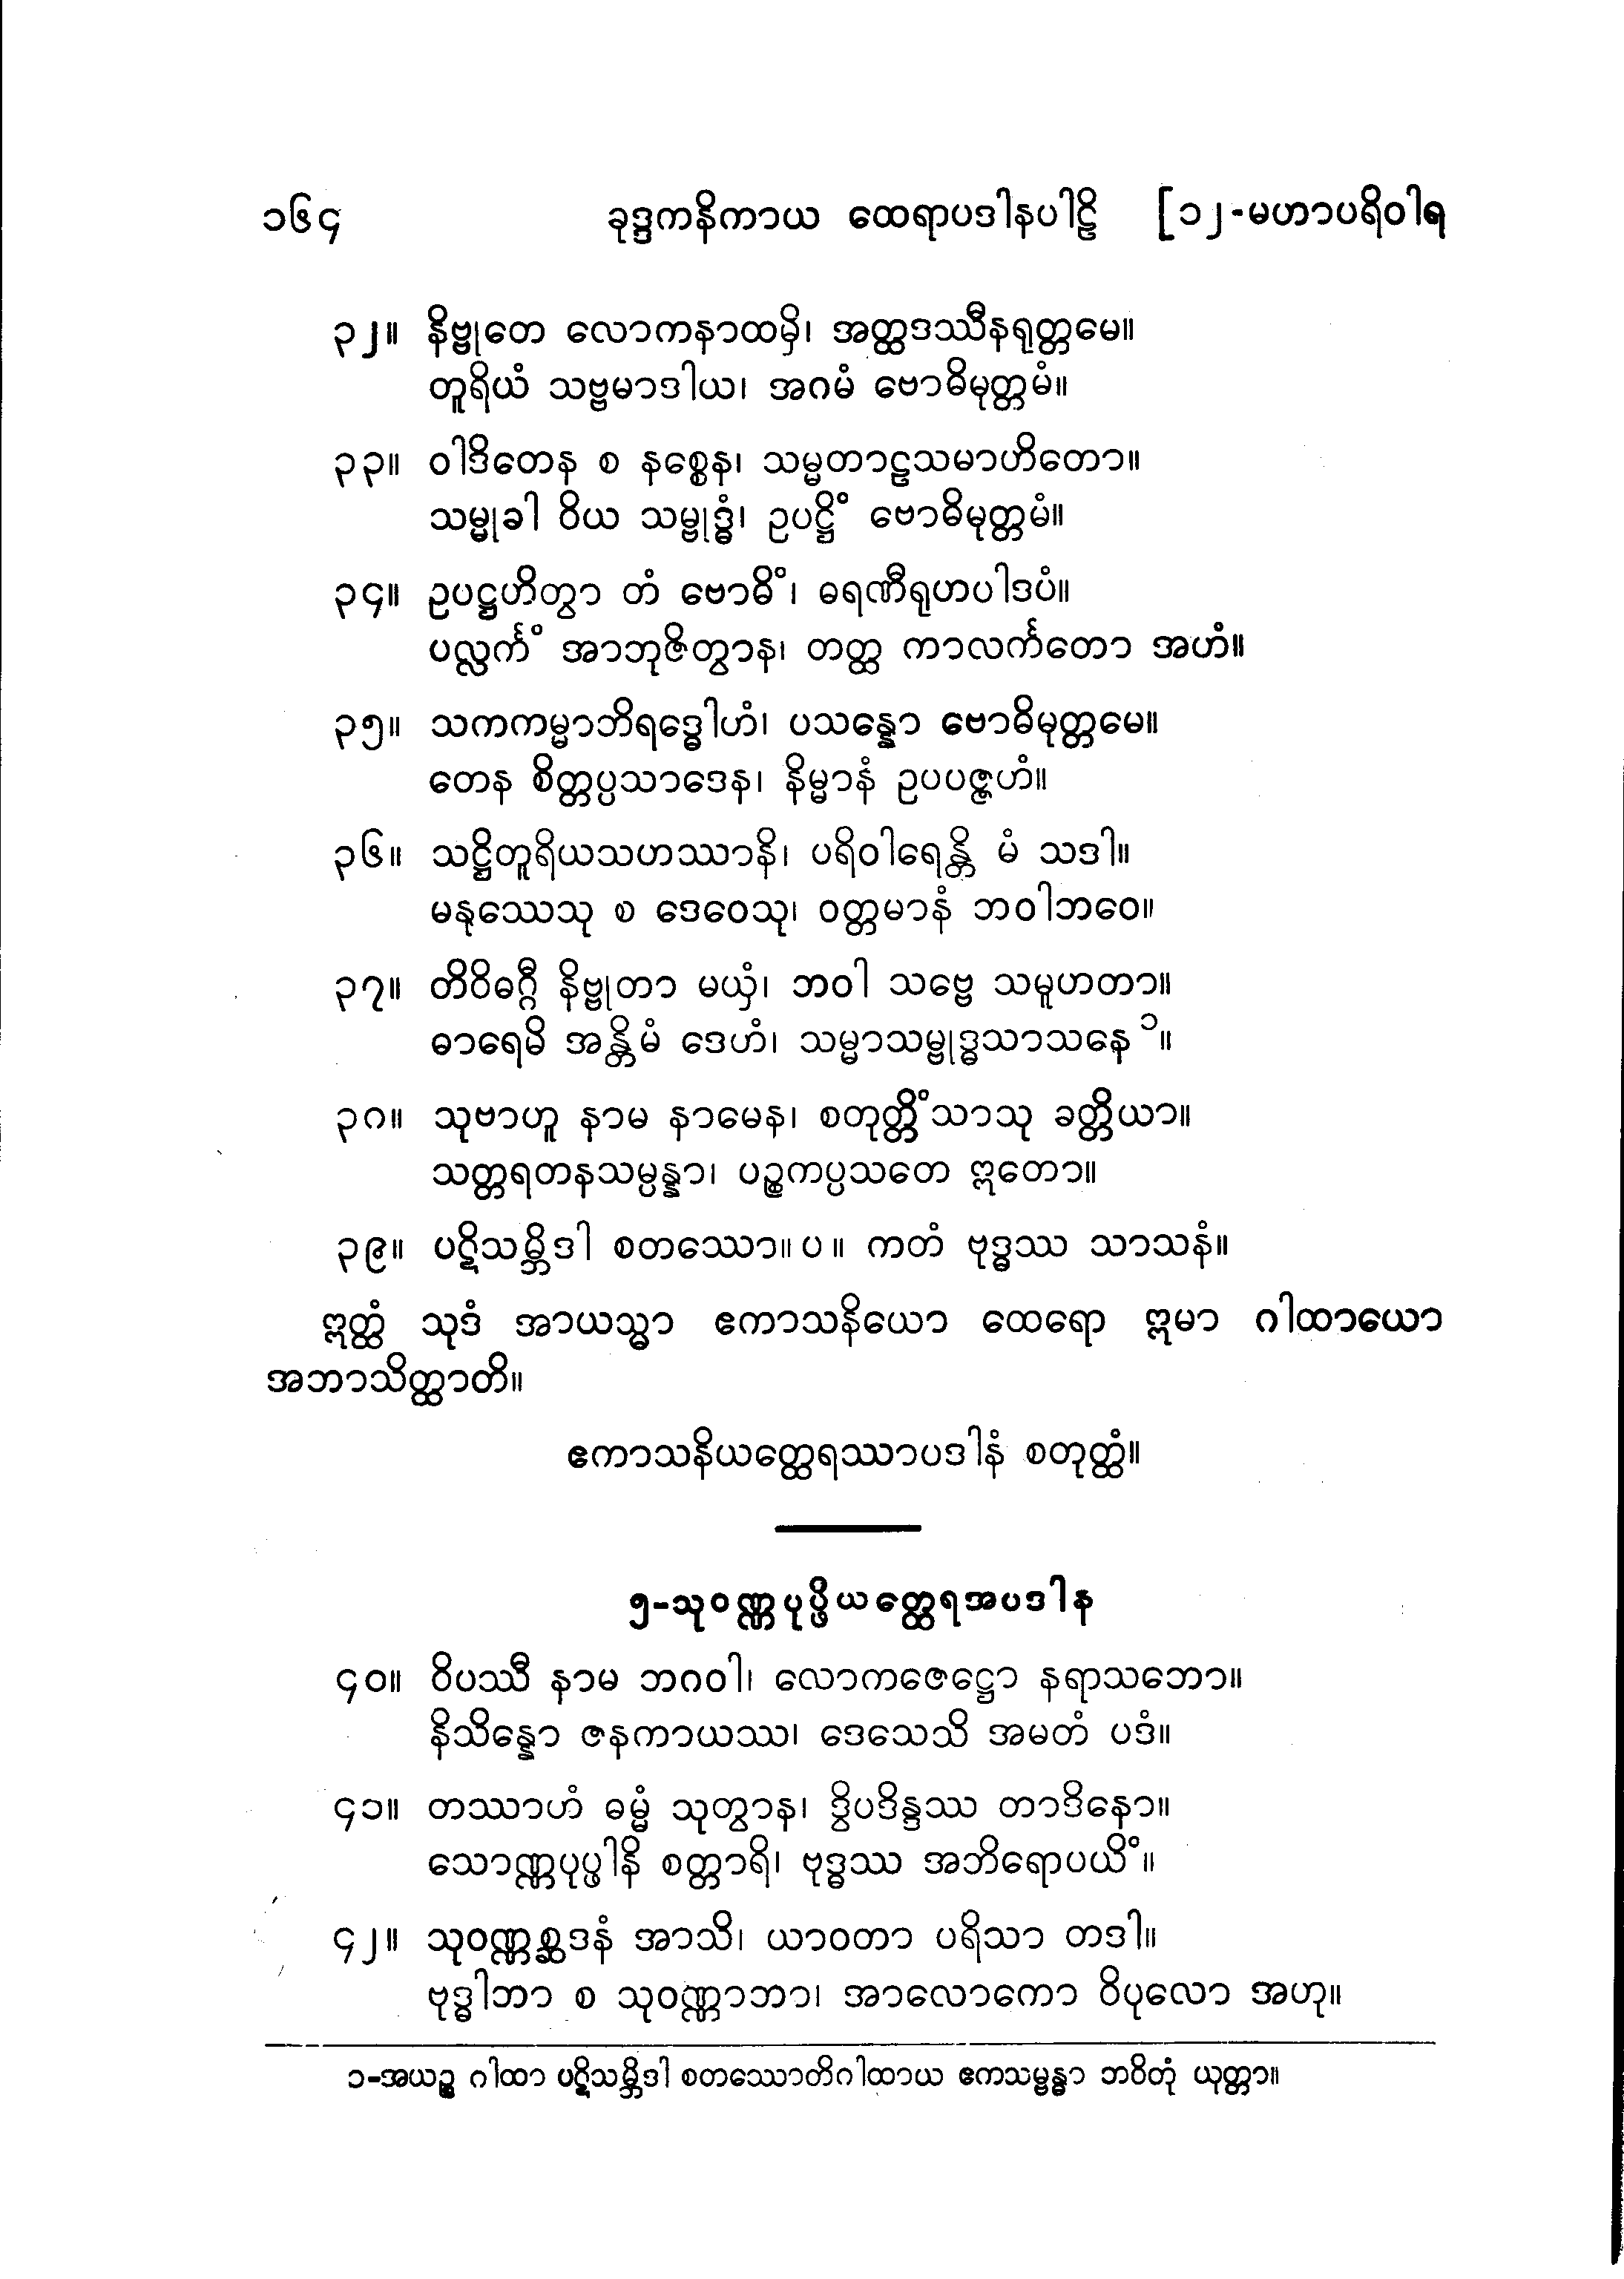 ၁၆၄ ခုဒ္ဒကနိကာယ ထေရာပဒါနပါဠိ [၁၂-မဟာပရိဝါရ
၃၂။ နိဗ္ဗုတေ လောကနာထမှိ၊ အတ္ထဒဿီနရုတ္တမေ။
တူရိယံ သဗ္ဗမာဒါယ၊ အဂမံ ဗောဓိမုတ္တမံ။
၃၃။ ဝါဒိတေန စ နစ္စေန၊ သမ္မတာဠသမာဟိတော။
သမ္မုခါ ဝိယ သမ္ဗုဒ္ဓံ၊ ဥပဋ္ဌိံ ဗောဓိမုတ္တမံ။
၃၄။ ဥပဋ္ဌဟိတွာ တံ ဗောဓိံ၊ ဓရဏီရုဟပါဒပံ။
ပလ္လင်္ကံ အာဘုဇိတွာန၊ တတ္ထ ကာလင်္ကတော အဟံ။
၃၅။ သကကမ္မာဘိရဒ္ဓေါဟံ၊ ပသန္နော ဗောဓိမုတ္တမေ။
တေန စိတ္တပ္ပသာဒေန၊ နိမ္မာနံ ဥပပဇ္ဇဟံ။
၃၆။ သဋ္ဌိတူရိယသဟဿာနိ၊ ပရိဝါရေန္တိ မံ သဒါ။
မနုဿေသု စ ဒေဝေသု၊ ဝတ္တမာနံ ဘဝါဘဝေ။
၃၇။ တိဝိဓဂ္ဂီ နိဗ္ဗုတာ မယှံ၊ ဘဝါ သဗ္ဗေ သမူဟတာ။
ဓာရေမိ အန္တိမံ ဒေဟံ၊ သမ္မာသမ္ဗုဒ္ဓသာသနေ ၁။
၃၈။ သုဗာဟူ နာမ နာမေန၊ စတုတ္တိံသာသု ခတ္တိယာ။
သတ္တရတနသမ္ပန္နာ၊ ပဉ္စကပ္ပသတေ ဣတော။
၃၉။ ပဋိသမ္ဘိဒါ စတဿော။ ပ ။ ကတံ ဗုဒ္ဓဿ သာသနံ။
ဣတ္ထံ သုဒံ အာယသ္မာ ဧကာသနိယော ထေရော ဣမာ ဂါထာယော
အဘာသိတ္ထာတိ။
ဧကာသနိယတ္ထေရဿာပဒါနံ စတုတ္ထံ။
၅-သုဝဏ္ဏပုပ္ဖိယတ္ထေရအပဒါန
၄၀။ ဝိပဿီ နာမ ဘဂဝါ၊ လောကဇေဋ္ဌော နရာသဘော။
နိသိန္နော ဇနကာယဿ၊ ဒေသေသိ အမတံ ပဒံ။
၄၁။ တဿာဟံ ဓမ္မံ သုတွာန၊ ဒွိပဒိန္ဒဿ တာဒိနော။
သောဏ္ဏပုပ္ဖါနိ စတ္တာရိ၊ ဗုဒ္ဓဿ အဘိရောပယိံ။
၄၂။ သုဝဏ္ဏစ္ဆဒနံ အာသိ၊ ယာဝတာ ပရိသာ တဒါ။
ဗုဒ္ဓါဘာ စ သုဝဏ္ဏာဘာ၊ အာလောကော ဝိပုလော အဟု။
၁-အယဉ္စ ဂါထာ ပဋိသမ္ဘိဒါ စတဿောတိဂါထာယ ဧကသမ္ဗန္ဓာ ဘဝိတုံ ယုတ္တာ။